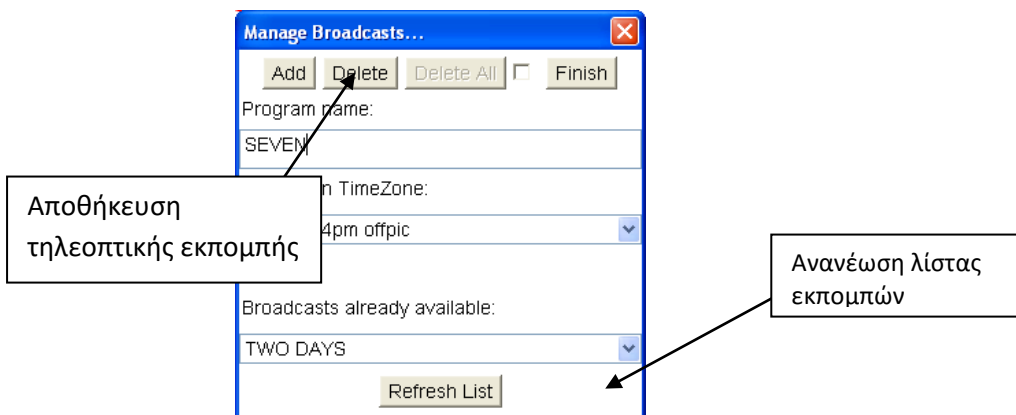 Manage Broadcasts...
Add Delete Delete All Finish
Program name:
SEVEN
n TimeZone:
4pm offpic
Αποθήκευση
τηλεοπτικής εκπομπής
Ανανέωση λίστας
εκπομπών
Broadcasts already available:
TWO DAYS
Refresh List